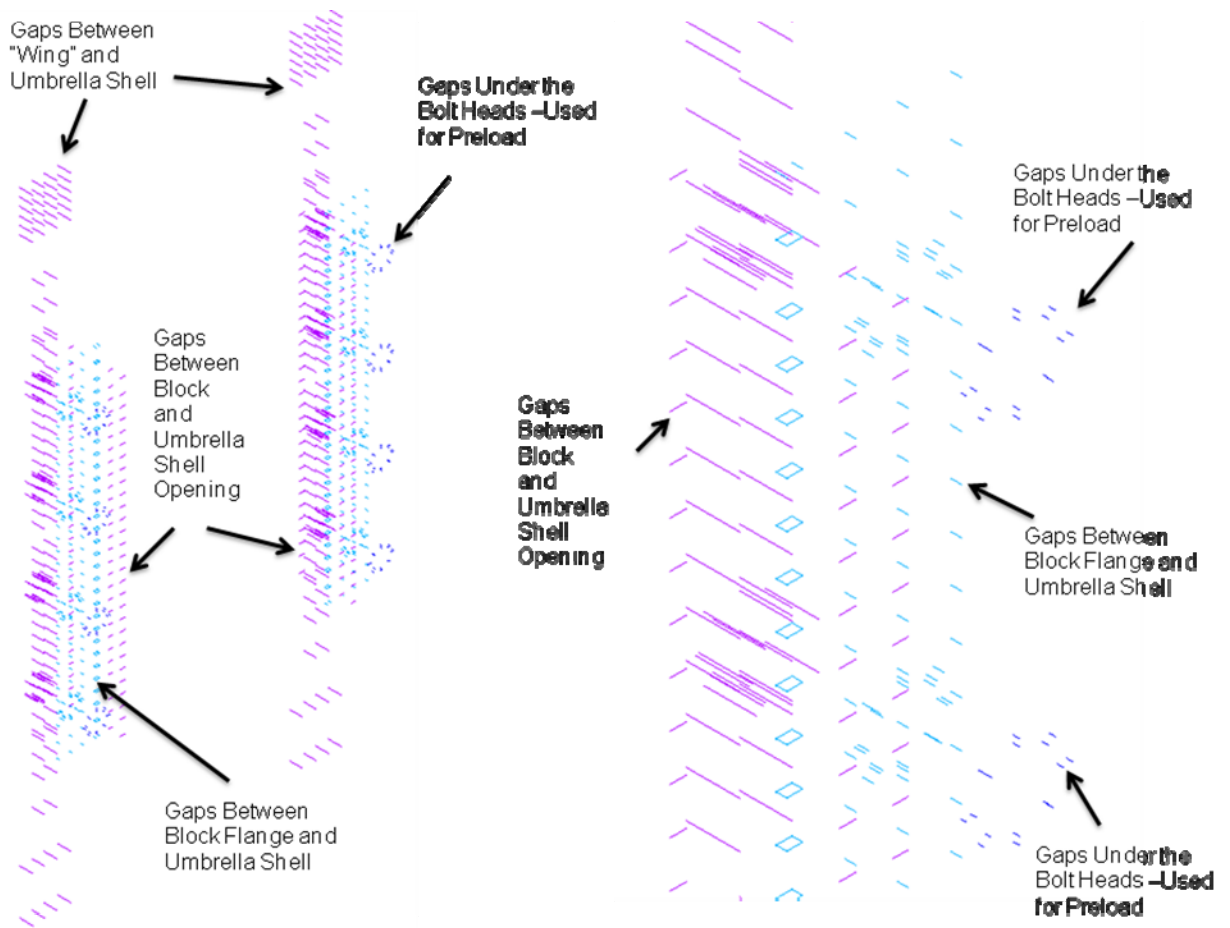 Gaps Between
"Wing" and
Umbrella Shell
Gaps Under the
Bolt Heads –Used
for Preload
Gaps
Between
Block
and
Umbrella
Shell
Opening
Gaps Between
Block Flange and
Umbrella Shell
Gaps Under the
Bolt Heads –Used
for Preload
Gaps
Between
Block
and
Umbrella
Shell
Opening
Gaps Between
Block Flange and
Umbrella Shell
Gaps Under the
Bolt Heads –Used
for Preload